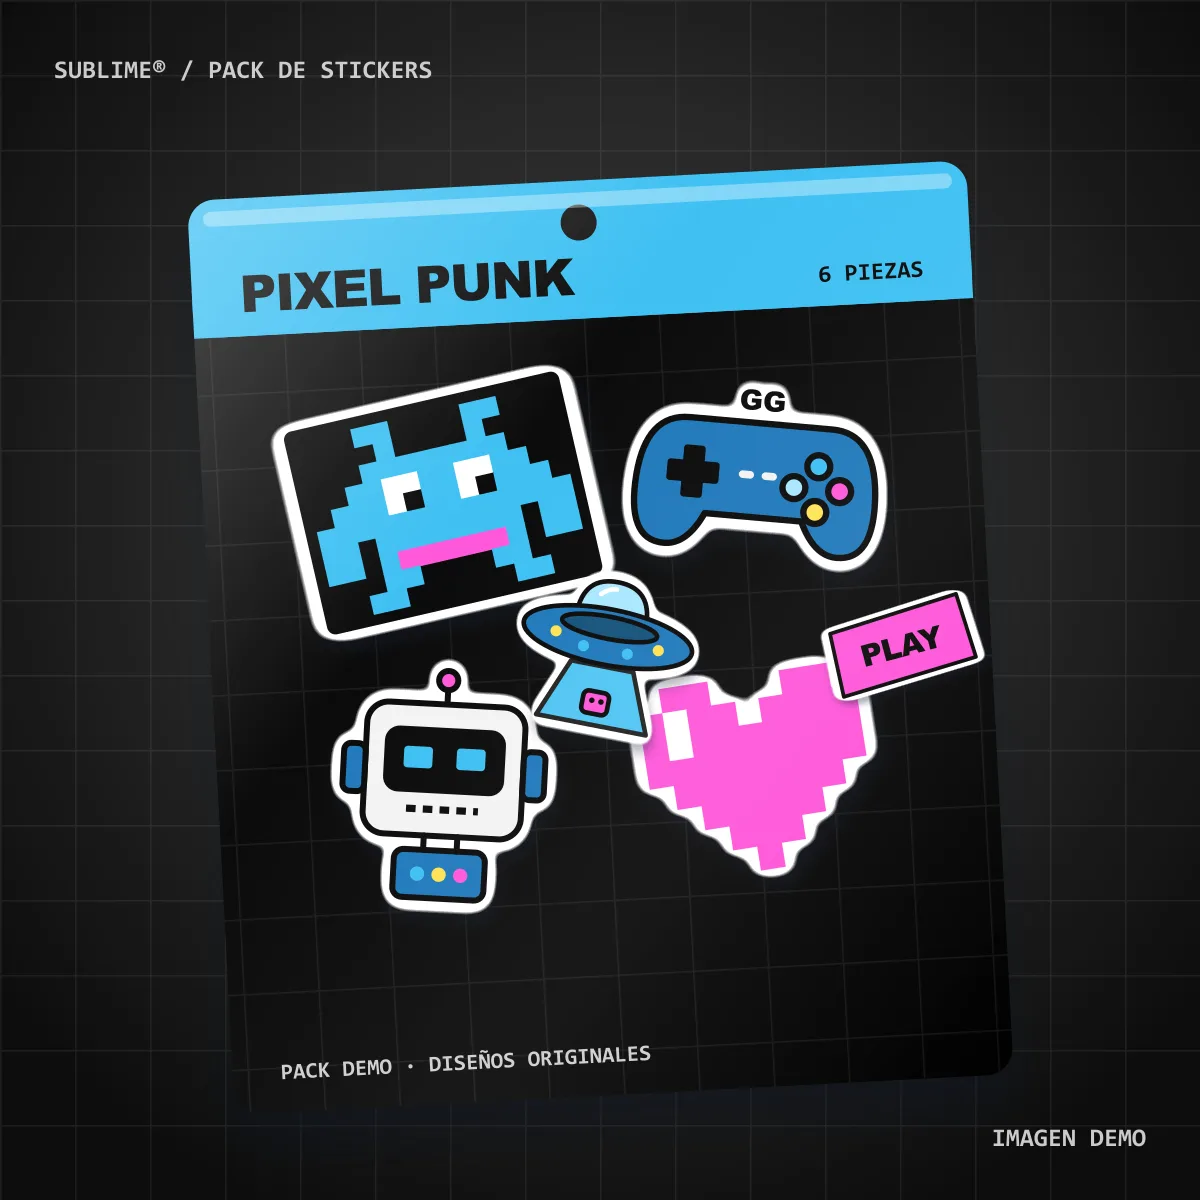 SUBLIME® / PACK DE STICKERS
PIXEL PUNK
6 PIEZAS
GG
PLAY
PACK DEMO · DISEÑOS ORIGINALES
IMAGEN DEMO